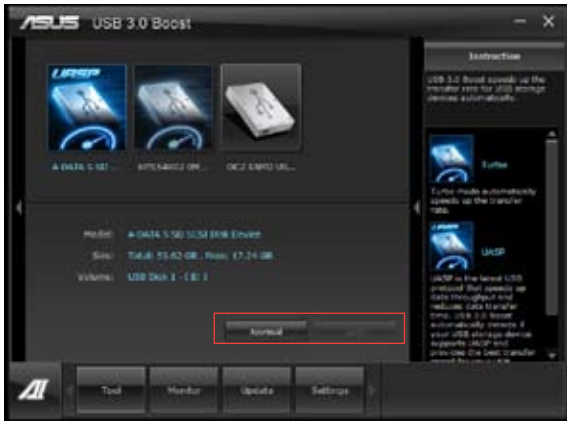 ASUS USB 3.0 Boost
UASP
A-DATA S SD...
OCZ ENYO US...
Model: A-DATA S SD SCSI Disk Device
Size: Total: 55.62 GB, Free: 17.24 GB
Volume: USB Disk 1 - ( E: )
Normal
Instruction
USB 3.0 Boost speeds up the
transfer rate for USB storage
devices automatically.
Turbo
Turbo mode automatically
speeds up the transfer
rate.
UASP
UASP
UASP is the latest USB
protocol that speeds up
data throughput and
reduces data transfer
time. USB 3.0 Boost
automatically detects if
your USB storage device
supports UASP and
provides the best transfer
speed for your USB
AI
Tool
Monitor
Update
Settings